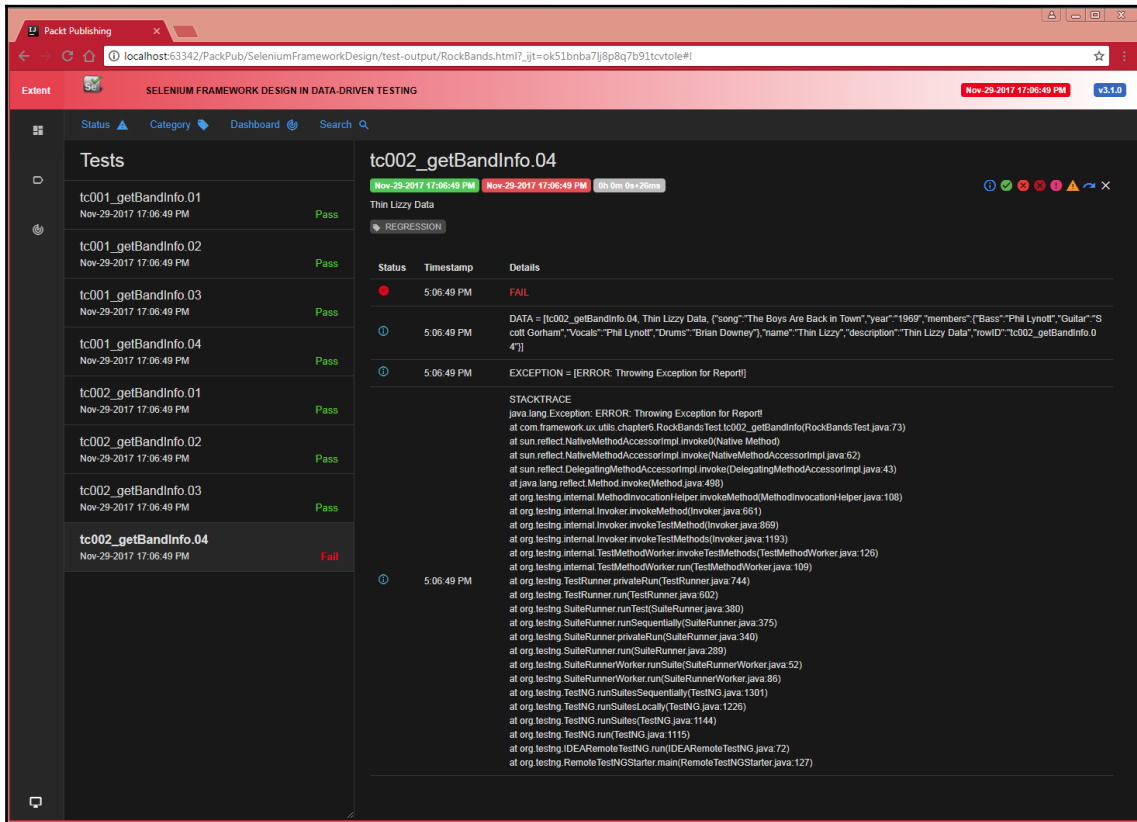 Packt Publishing
localhost:63342/PackPub/SeleniumFrameworkDesign/test-output/RockBands.html?_ijt=ok51bnba7lj8p8q7b91tcvtole#!
Extent
Se
SELENIUM FRAMEWORK DESIGN IN DATA-DRIVEN TESTING
Nov-29-2017 17:06:49 PM
v3.1.0
Status
Category
Dashboard
Search
Tests
tc001_getBandInfo.01
Nov-29-2017 17:06:49 PM
Pass
tc001_getBandInfo.02
Nov-29-2017 17:06:49 PM
Pass
tc001_getBandInfo.03
Nov-29-2017 17:06:49 PM
Pass
tc001_getBandInfo.04
Nov-29-2017 17:06:49 PM
Pass
tc002_getBandInfo.01
Nov-29-2017 17:06:49 PM
Pass
tc002_getBandInfo.02
Nov-29-2017 17:06:49 PM
Pass
tc002_getBandInfo.03
Nov-29-2017 17:06:49 PM
Pass
tc002_getBandInfo.04
Nov-29-2017 17:06:49 PM
Fail
tc002_getBandInfo.04
Nov-29-2017 17:06:49 PM
Nov-29-2017 17:06:49 PM
0h 0m 0s+26ms
Thin Lizzy Data
REGRESSION
Status Timestamp Details
5:06:49 PM FAIL
DATA = [tc002_getBandInfo.04, Thin Lizzy Data, {"song":"The Boys Are Back in Town","year":"1969","members":{"Bass":"Phil Lynott","Guitar":"S
5:06:49 PM cott Gorham","Vocals":"Phil Lynott","Drums":"Brian Downey"},"name":"Thin Lizzy","description":"Thin Lizzy Data","rowID":"tc002_getBandInfo.0
4"}]
5:06:49 PM EXCEPTION = [ERROR: Throwing Exception for Report!]
STACKTRACE
java.lang.Exception: ERROR: Throwing Exception for Report!
at com.framework.ux.utils.chapter6.RockBandsTest.tc002_getBandInfo(RockBandsTest.java:73)
at sun.reflect.NativeMethodAccessorImpl.invoke0(Native Method)
at sun.reflect.NativeMethodAccessorImpl.invoke(NativeMethodAccessorImpl.java:62)
at sun.reflect.DelegatingMethodAccessorImpl.invoke(DelegatingMethodAccessorImpl.java:43)
at java.lang.reflect.Method.invoke(Method.java:498)
at org.testng.internal.MethodInvocationHelper.invokeMethod(MethodInvocationHelper.java:108)
at org.testng.internal.Invoker.invokeMethod(Invoker.java:661)
at org.testng.internal.Invoker.invokeTestMethod(Invoker.java:869)
at org.testng.internal.Invoker.invokeTestMethods(Invoker.java:1193)
at org.testng.internal.TestMethodWorker.invokeTestMethods(TestMethodWorker.java:126)
at org.testng.internal.TestMethodWorker.run(TestMethodWorker.java:109)
5:06:49 PM at org.testng.TestRunner.privateRun(TestRunner.java:744)
at org.testng.TestRunner.run(TestRunner.java:602)
at org.testng.SuiteRunner.runTest(SuiteRunner.java:380)
at org.testng.SuiteRunner.runSequentially(SuiteRunner.java:375)
at org.testng.SuiteRunner.privateRun(SuiteRunner.java:340)
at org.testng.SuiteRunner.run(SuiteRunner.java:289)
at org.testng.SuiteRunnerWorker.runSuite(SuiteRunnerWorker.java:52)
at org.testng.SuiteRunnerWorker.run(SuiteRunnerWorker.java:86)
at org.testng.TestNG.runSuitesSequentially(TestNG.java:1301)
at org.testng.TestNG.runSuitesLocally(TestNG.java:1226)
at org.testng.TestNG.runSuites(TestNG.java:1144)
at org.testng.TestNG.run(TestNG.java:1115)
at org.testng.IDEARemoteTestNG.run(IDEARemoteTestNG.java:72)
at org.testng.RemoteTestNGStarter.main(RemoteTestNGStarter.java:127)